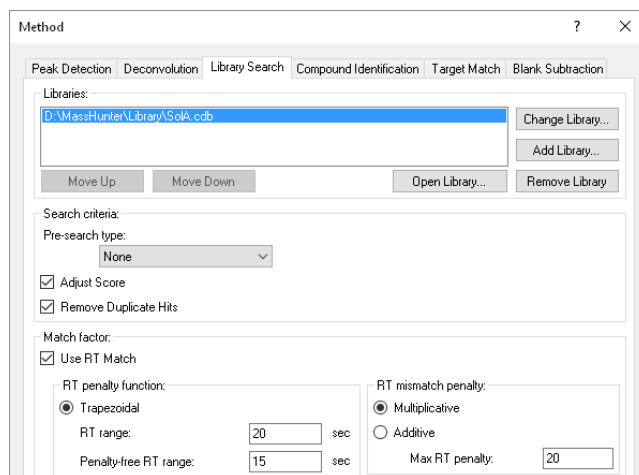 Method ?
Peak Detection Deconvolution Library Search Compound Identification Target Match Blank Subtraction
Libraries:
D:\MassHunter\Library\SolA.cdb
Change Library...
Add Library...
Move Up Move Down Open Library... Remove Library
Search criteria:
Pre-search type:
None
Adjust Score
Remove Duplicate Hits
Match factor:
Use RT Match
RT penalty function: RT mismatch penalty:
Trapezoidal Multiplicative
RT range: 20 sec Additive
Penalty-free RT range: 15 sec Max RT penalty: 20